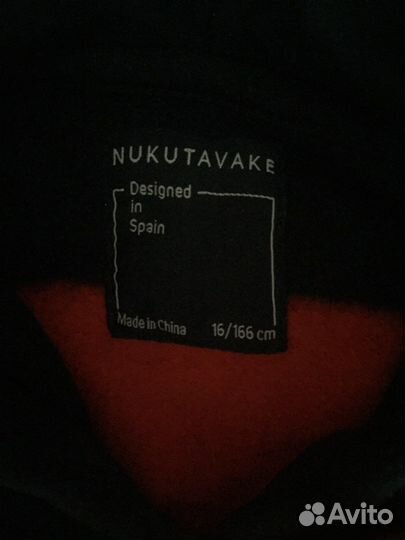 NUKUTAVAKE
Designed
in
Spain
Made in China 16/166 cm
Avito